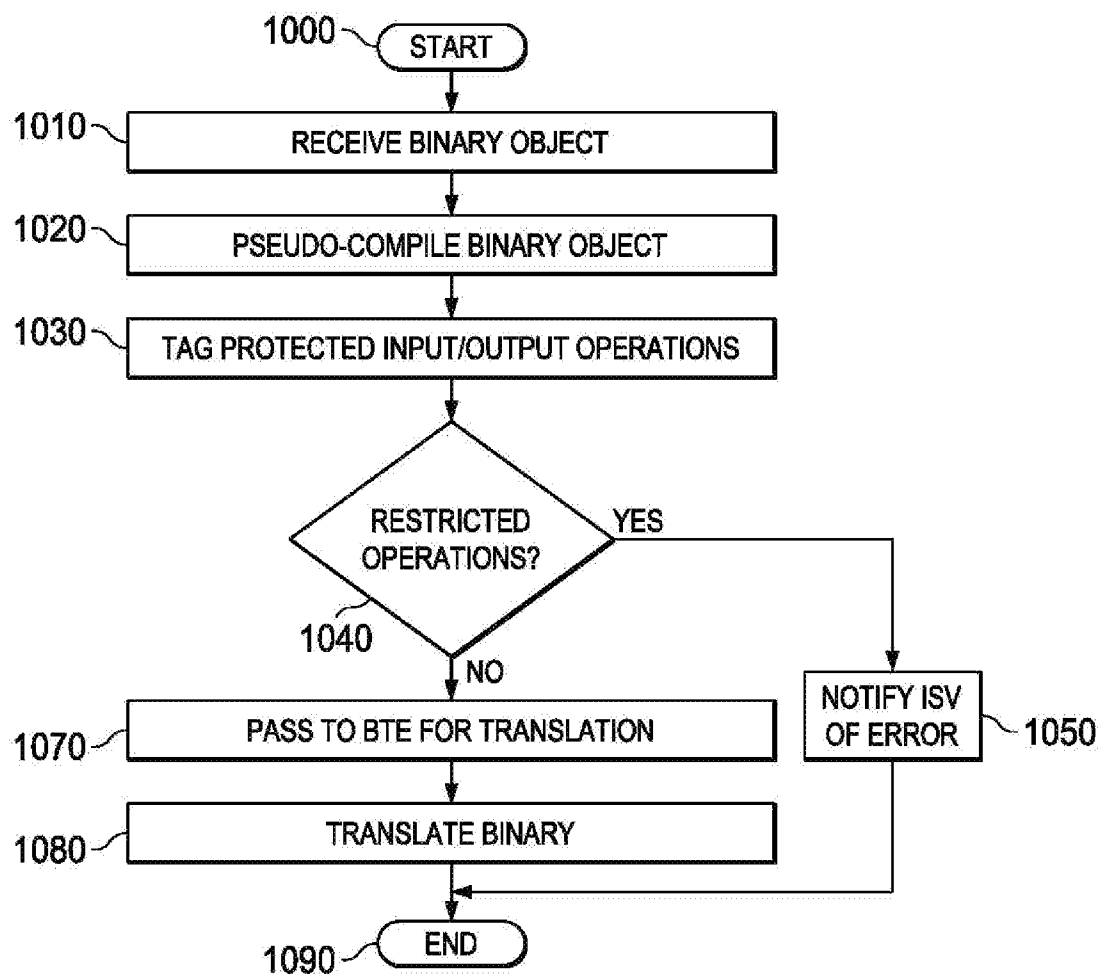 1000
START
1010
RECEIVE BINARY OBJECT
1020
PSEUDO-COMPILE BINARY OBJECT
1030
TAG PROTECTED INPUT/OUTPUT OPERATIONS
RESTRICTED
OPERATIONS?
YES
1040
NO
NOTIFY ISV
OF ERROR
1050
1070
PASS TO BTE FOR TRANSLATION
1080
TRANSLATE BINARY
1090
END